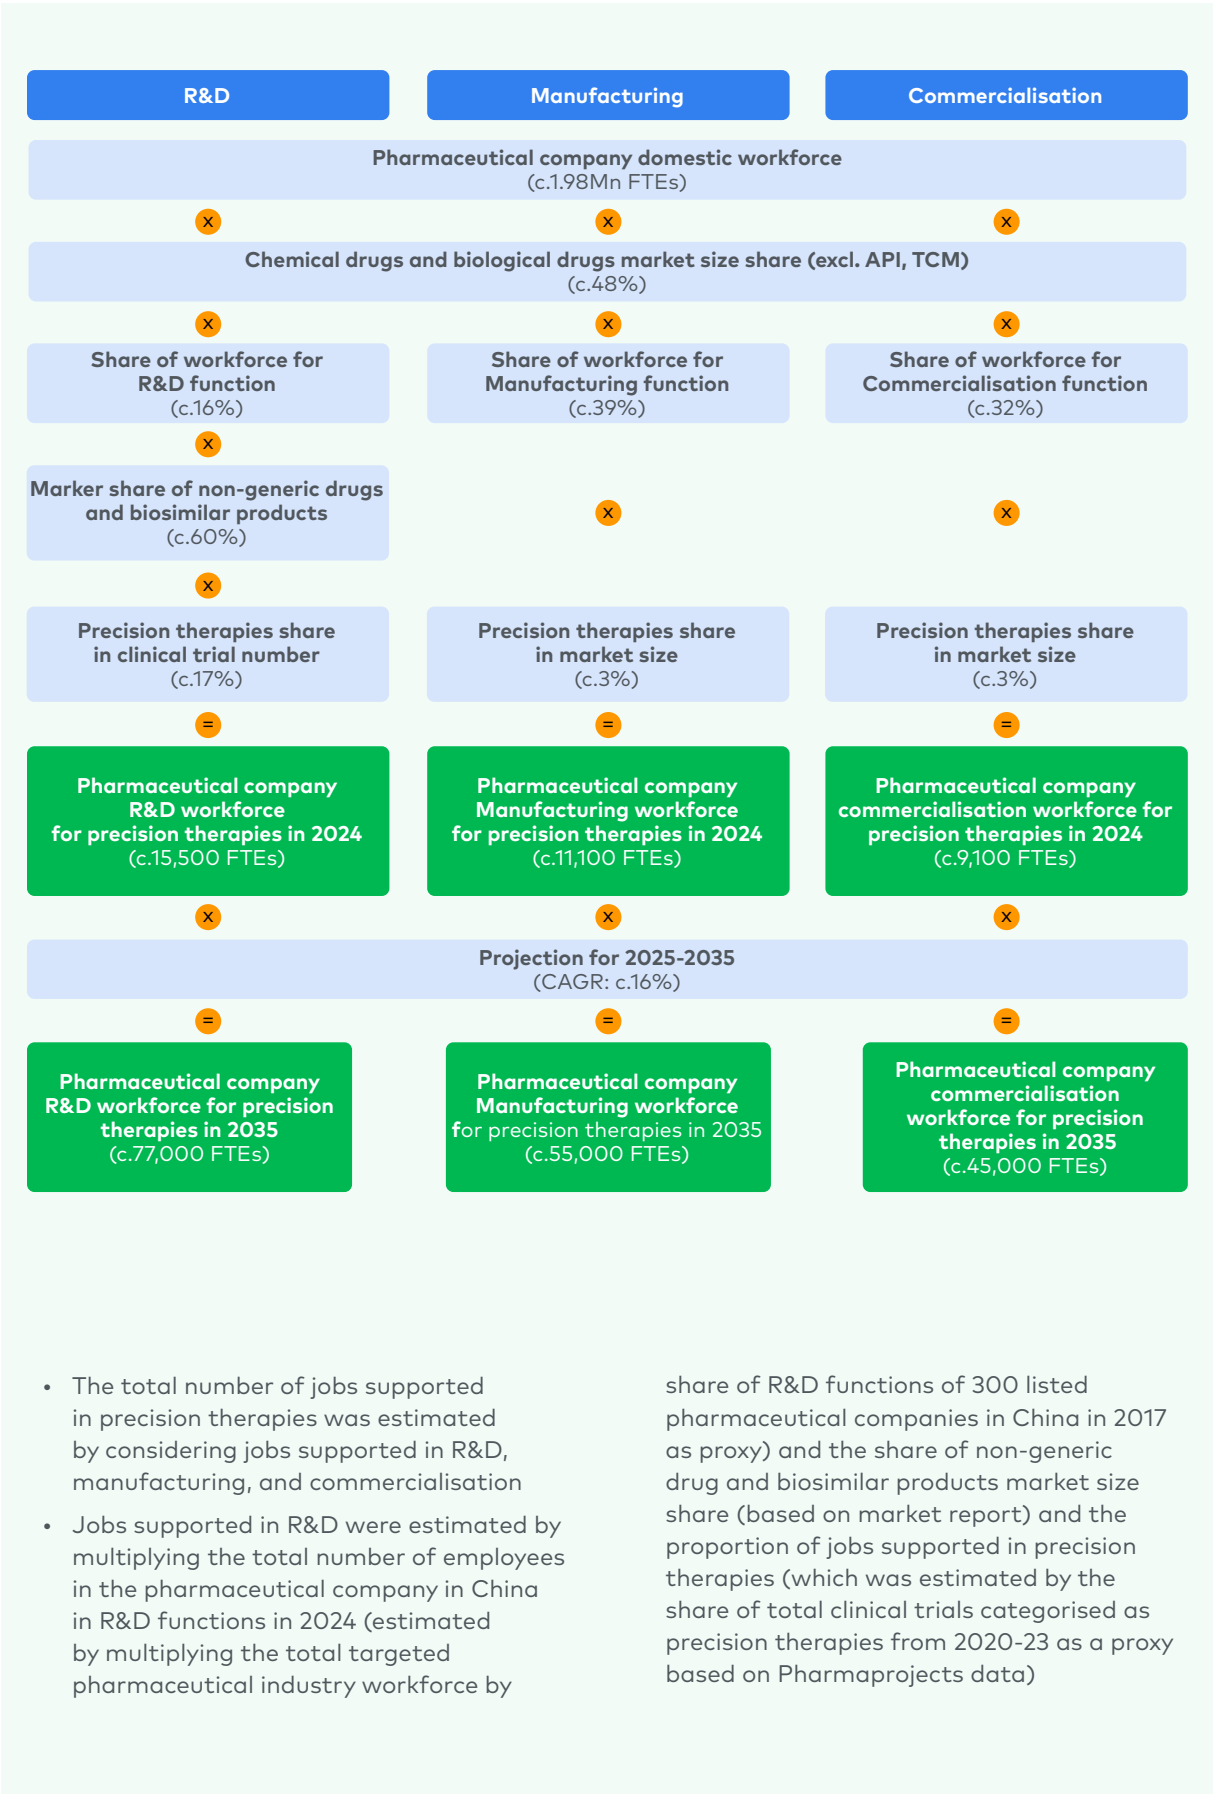 R&D
Manufacturing
Commercialisation
Pharmaceutical company domestic workforce
(c.1.98Mn FTEs)
x
x
x
Chemical drugs and biological drugs market size share (excl. API, TCM)
(c.48%)
x
x
x
Share of workforce for
R&D function
(c.16%)
Share of workforce for
Manufacturing function
(c.39%)
Share of workforce for
Commercialisation function
(c.32%)
x
Marker share of non-generic drugs
and biosimilar products
(c.60%)
x
x
x
Precision therapies share
in clinical trial number
(c.17%)
Precision therapies share
in market size
(c.3%)
Precision therapies share
in market size
(c.3%)
=
=
=
Pharmaceutical company
R&D workforce
for precision therapies in 2024
(c.15,500 FTEs)
Pharmaceutical company
Manufacturing workforce
for precision therapies in 2024
(c.11,100 FTEs)
Pharmaceutical company
commercialisation workforce for
precision therapies in 2024
(c.9,100 FTEs)
x
x
x
Projection for 2025-2035
(CAGR: c.16%)
=
=
=
Pharmaceutical company
R&D workforce for precision
therapies in 2035
(c.77,000 FTEs)
Pharmaceutical company
Manufacturing workforce
for precision therapies in 2035
(c.55,000 FTEs)
Pharmaceutical company
commercialisation
workforce for precision
therapies in 2035
(c.45,000 FTEs)
• The total number of jobs supported
in precision therapies was estimated
by considering jobs supported in R&D,
manufacturing, and commercialisation
• Jobs supported in R&D were estimated by
multiplying the total number of employees
in the pharmaceutical company in China
in R&D functions in 2024 (estimated
by multiplying the total targeted
pharmaceutical industry workforce by
share of R&D functions of 300 listed
pharmaceutical companies in China in 2017
as proxy) and the share of non-generic
drug and biosimilar products market size
share (based on market report) and the
proportion of jobs supported in precision
therapies (which was estimated by the
share of total clinical trials categorised as
precision therapies from 2020-23 as a proxy
based on Pharmaprojects data)